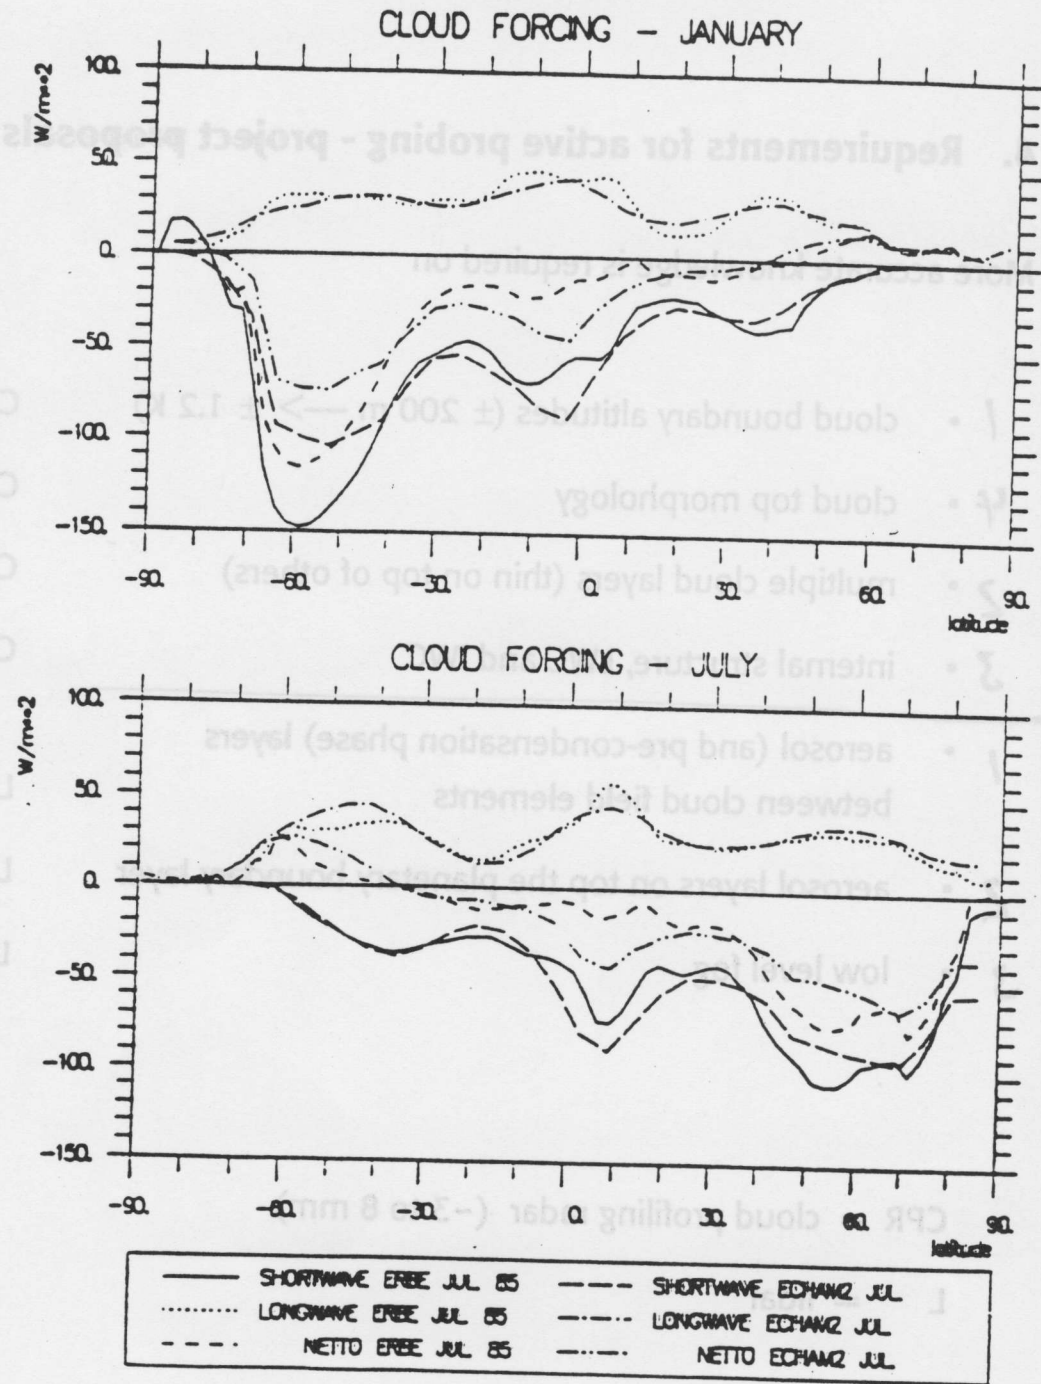 CLOUD FORCING - JANUARY
W/m**2
100.
50.
0.
-50.
-100.
-150.
-90. -60. -30. 0. 30. 60. 90.
latitude
CLOUD FORCING - JULY
W/m**2
100.
50.
0.
-50.
-100.
-150.
-90. -60. -30. 0. 30. 60. 90.
latitude
SHORTWAVE ERBE JUL 85 SHORTWAVE ECHAM2 JUL
LONGWAVE ERBE JUL 85 LONGWAVE ECHAM2 JUL
NETTO ERBE JUL 85 NETTO ECHAM2 JUL
Requirements for active probing - project proposals
More accurate knowledge is required on
1 • cloud boundary altitudes (± 200 m —> ± 1.2 K)
4 • cloud top morphology
2 • multiple cloud layers (thin on top of others)
3 • internal structure,
1 • aerosol (and pre-condensation phase) layers
between cloud field elements
• aerosol layers on top the planetary boundary layer
• low level fog
CPR cloud profiling radar (~3 to 8 mm)
L = lidar